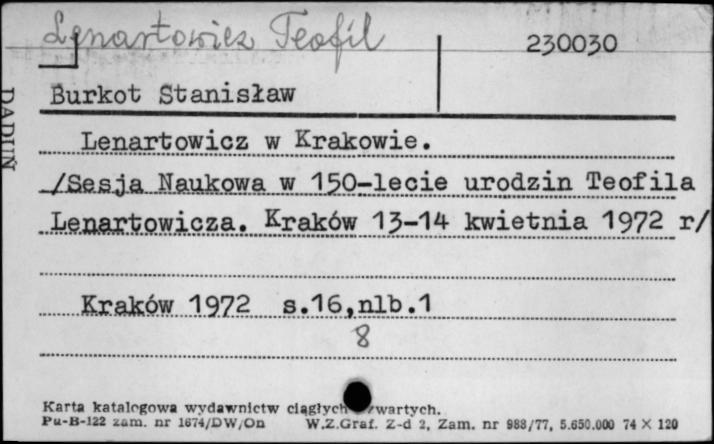 Lenartowicz Teofil
230030
Burkot Stanisław
Lenartowicz w Krakowie.
/Sesja Naukowa w 150-lecie urodzin Teofila
Lenartowicza. Kraków 13-14 kwietnia 1972 r/
Kraków 1972 s.16,nlb.1
8
Karta katalogowa wydawnictw ciągłych zwartych.
Pu-B-122 zam. nr 1674/DW/On W.Z.Graf. Z-d 2, Zam. nr 988/77, 5.650.000 74 X 120